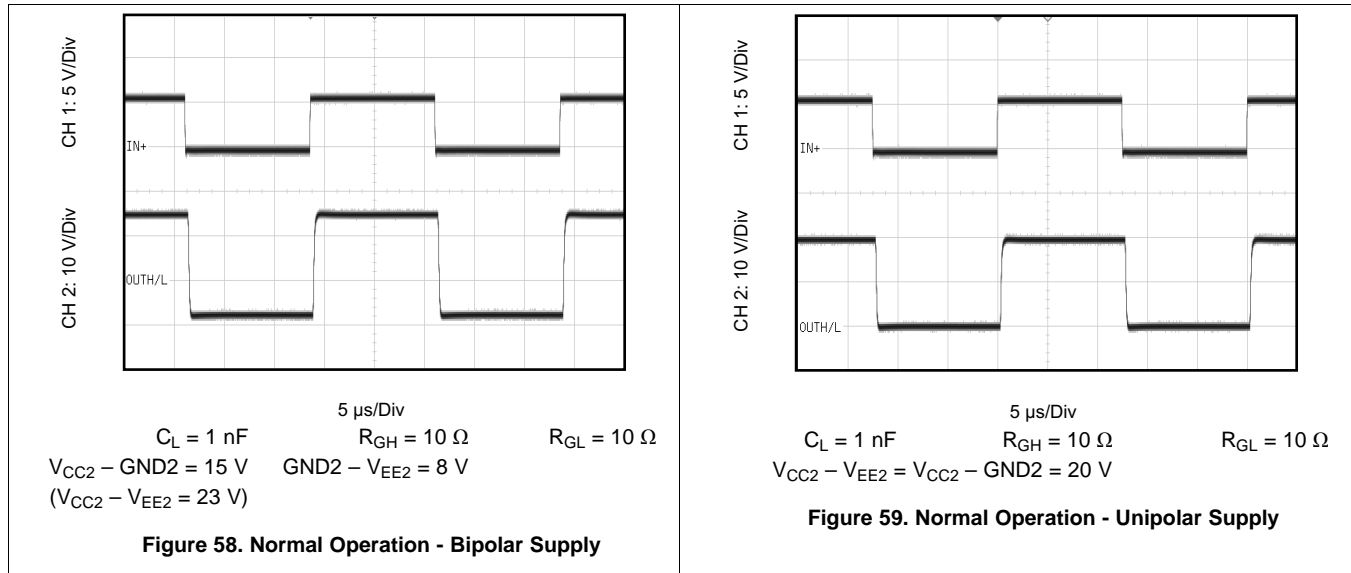 CH 1: 5 V/Div
CH 2: 10 V/Div
IN+
OUTH/L
5 µs/Div
C_L = 1 nF R_GH = 10 Ω R_GL = 10 Ω
V_CC2 – GND2 = 15 V GND2 – V_EE2 = 8 V
(V_CC2 – V_EE2 = 23 V)
Figure 58. Normal Operation - Bipolar Supply
CH 1: 5 V/Div
CH 2: 10 V/Div
IN+
OUTH/L
5 µs/Div
C_L = 1 nF R_GH = 10 Ω R_GL = 10 Ω
V_CC2 – V_EE2 = V_CC2 – GND2 = 20 V
Figure 59. Normal Operation - Unipolar Supply